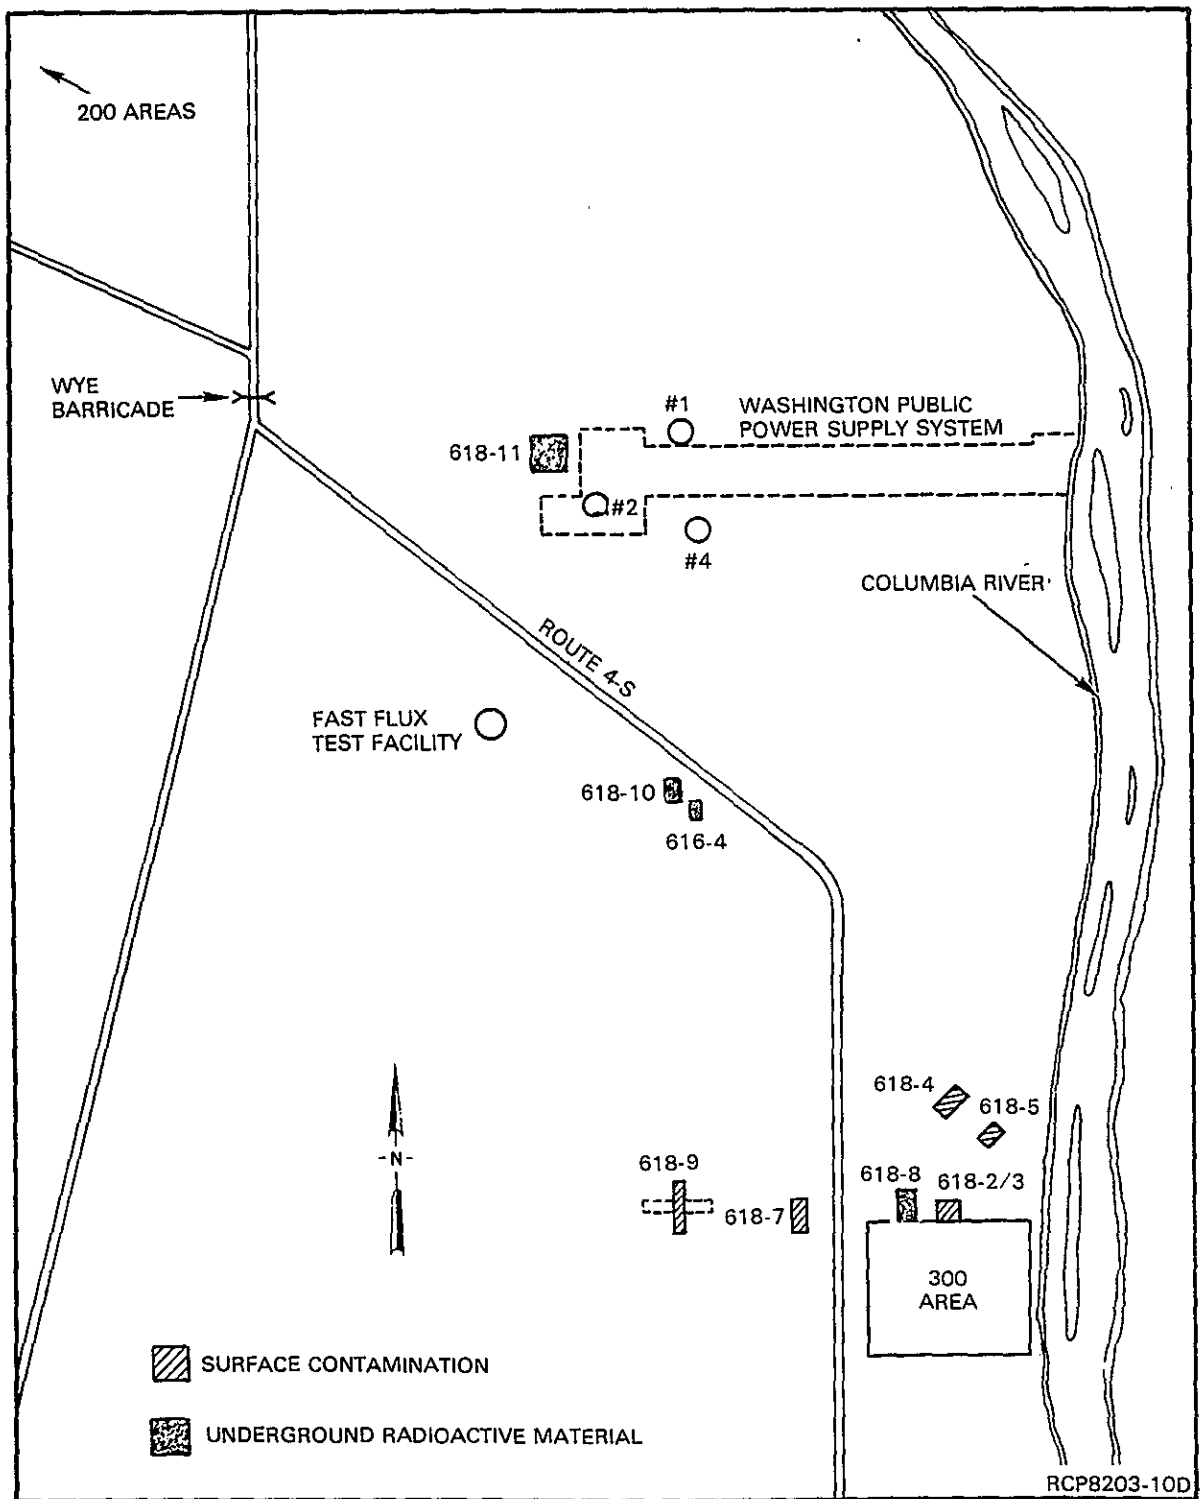 200 AREAS
WYE
BARRICADE
#1
WASHINGTON PUBLIC
POWER SUPPLY SYSTEM
618-11
#2
#4
COLUMBIA RIVER
ROUTE 4-S
FAST FLUX
TEST FACILITY
618-10
616-4
618-4
618-5
-N-
618-9
618-8
618-2/3
618-7
300
AREA
SURFACE CONTAMINATION
UNDERGROUND RADIOACTIVE MATERIAL
RCP8203-10D